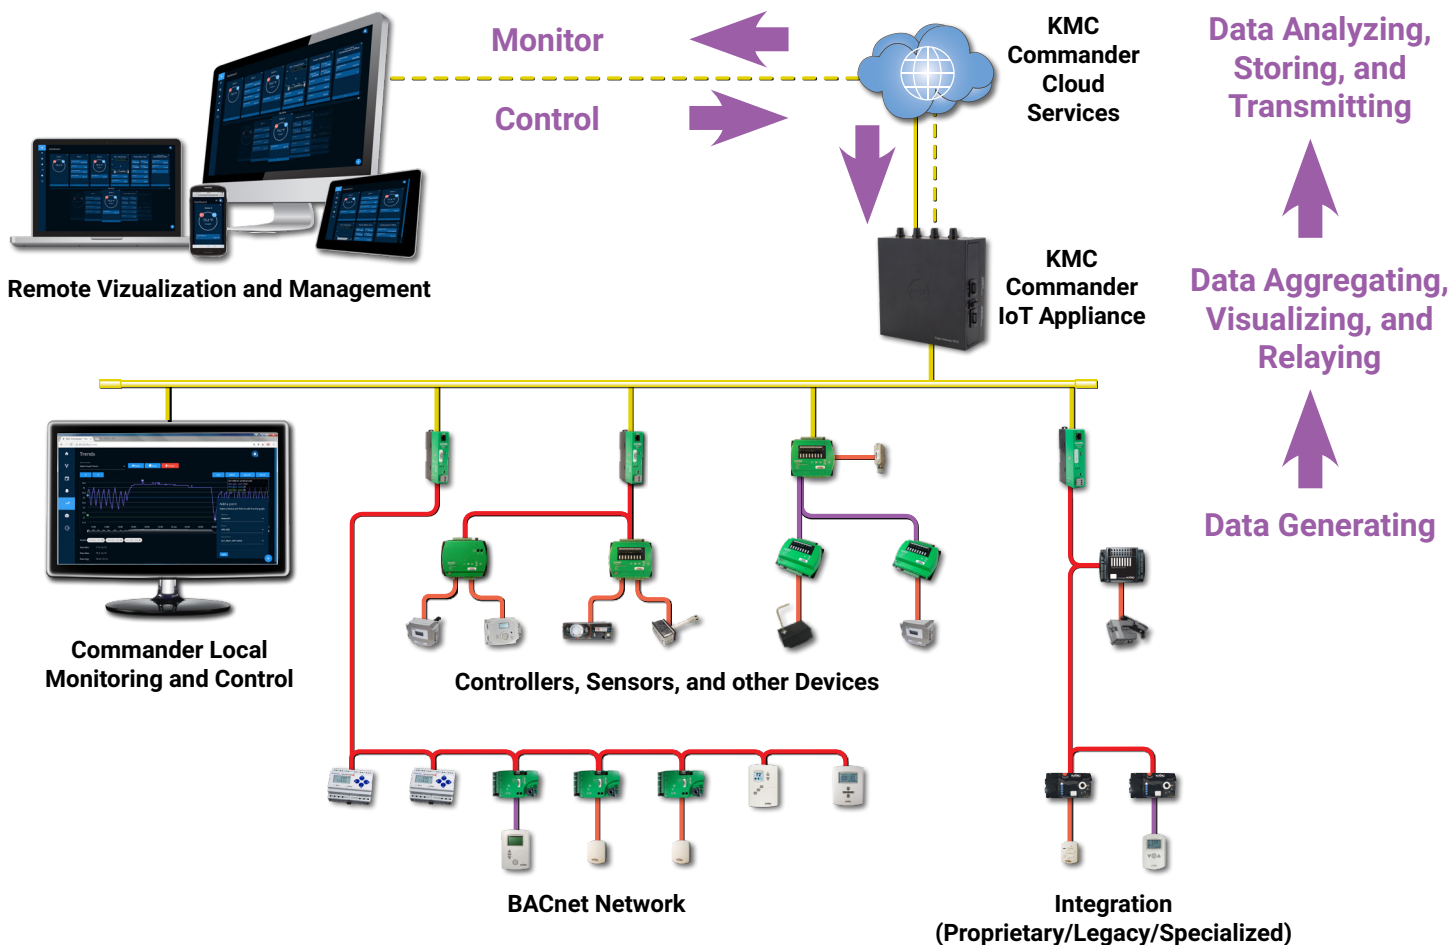 Monitor
Control
KMC
Commander
Cloud
Services
Data Analyzing,
Storing, and
Transmitting
Remote Vizualization and Management
KMC
Commander
IoT Appliance
Data Aggregating,
Visualizing, and
Relaying
Data Generating
Trends
Commander Local
Monitoring and Control
Controllers, Sensors, and other Devices
BACnet Network
Integration
(Proprietary/Legacy/Specialized)